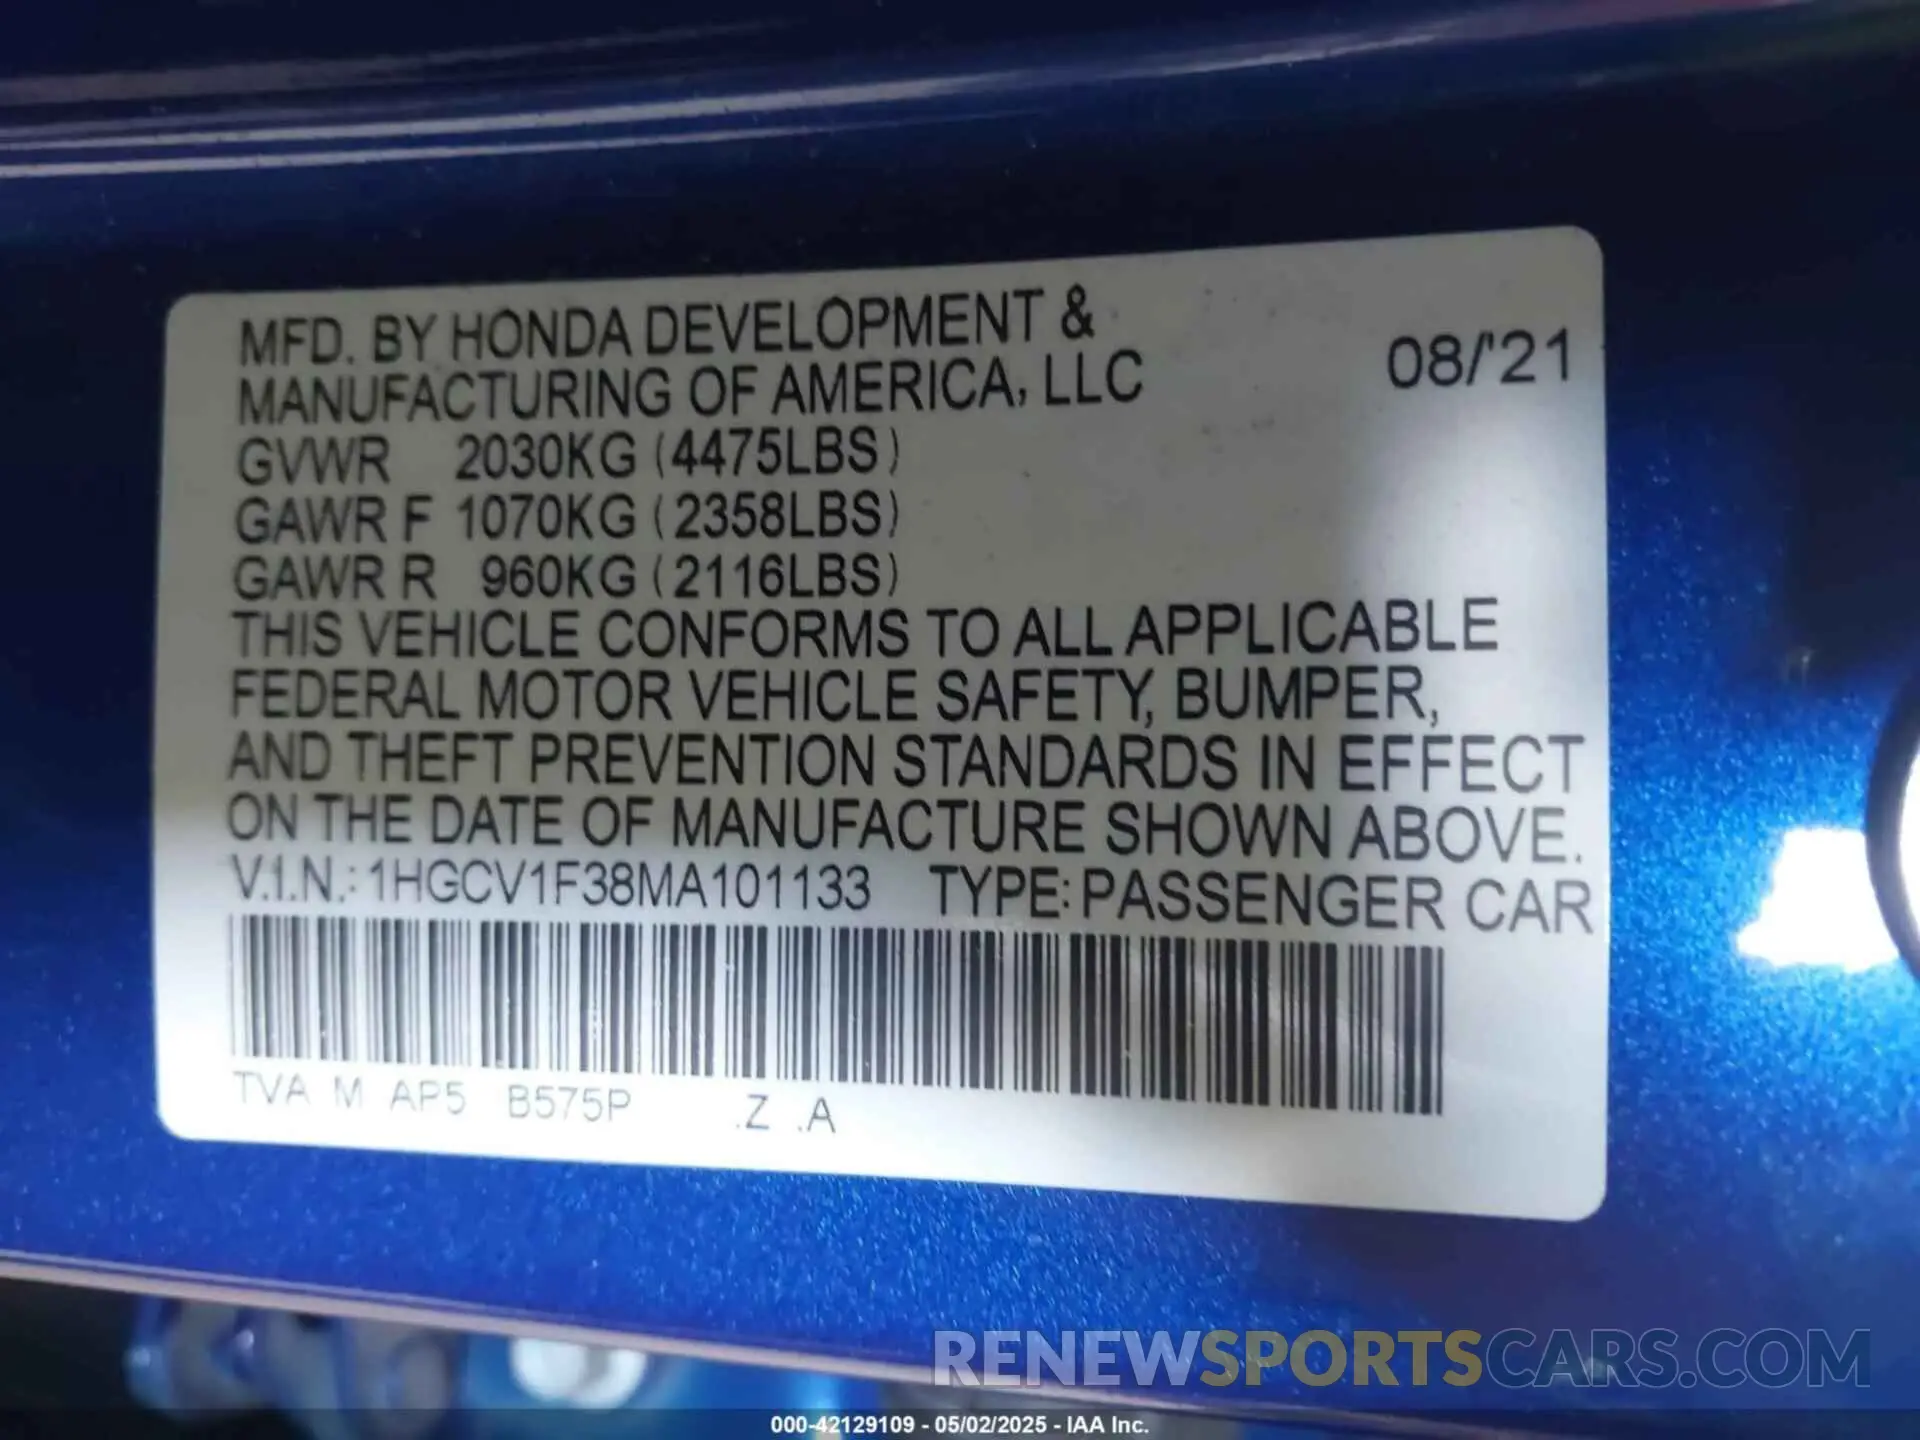 MFD. BY HONDA DEVELOPMENT &
MANUFACTURING OF AMERICA, LLC
08/'21
GVWR 2030KG (4475LBS)
GAWR F 1070KG (2358LBS)
GAWR R 960KG (2116LBS)
THIS VEHICLE CONFORMS TO ALL APPLICABLE
FEDERAL MOTOR VEHICLE SAFETY, BUMPER,
AND THEFT PREVENTION STANDARDS IN EFFECT
ON THE DATE OF MANUFACTURE SHOWN ABOVE.
V.I.N.: 1HGCV1F38MA101133 TYPE: PASSENGER CAR
TVA M AP5 B575P .Z .A
RENEWSPORTSCARS.COM
000-42129109 - 05/02/2025 - IAA Inc.